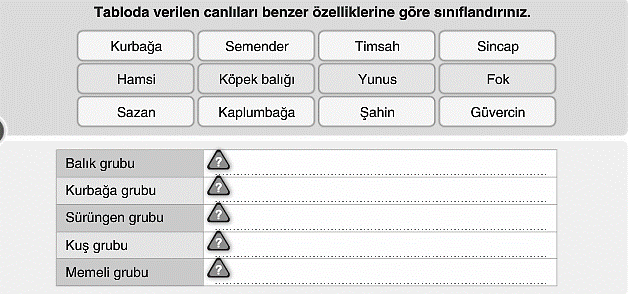 Tabloda verilen canlıları benzer özelliklerine göre sınıflandırınız.
Kurbağa Semender Timsah Sincap
Hamsi Köpek balığı Yunus Fok
Sazan Kaplumbağa Şahin Güvercin
Balık grubu ?
Kurbağa grubu ?
Sürüngen grubu ?
Kuş grubu ?
Memeli grubu ?